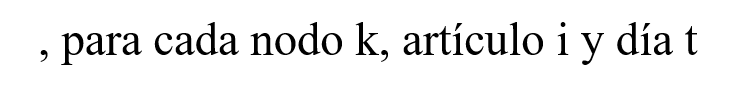 , para cada nodo k, artículo i y día t